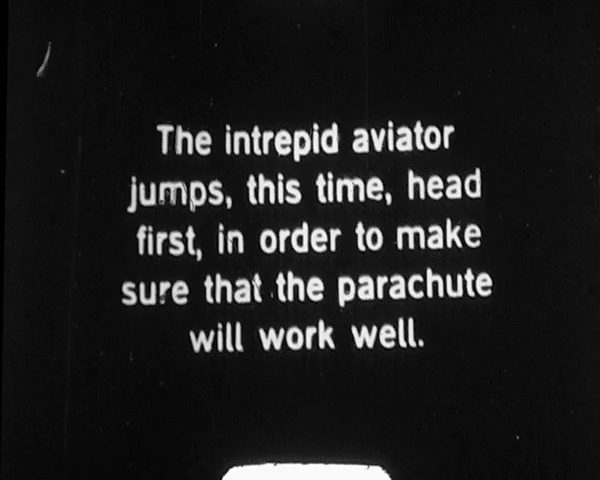 The intrepid aviator
jumps, this time, head
first, in order to make
sure that the parachute
will work well.